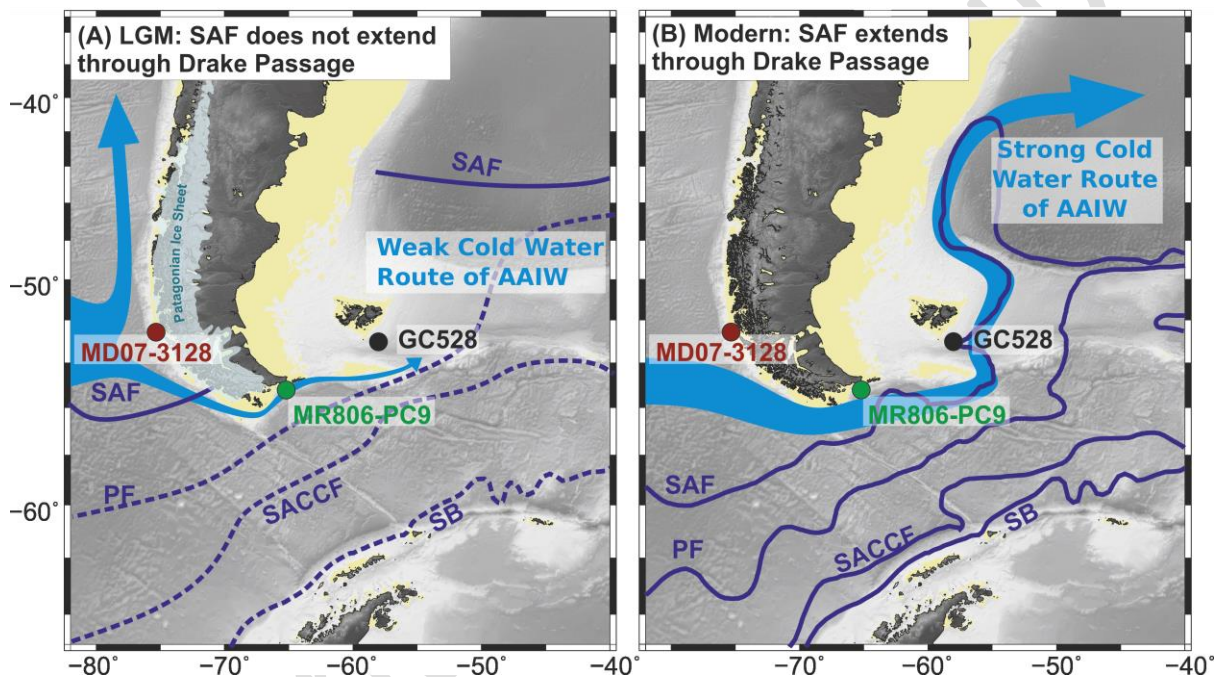 (A) LGM: SAF does not extend
through Drake Passage
−40°
−50°
−60°
SAF
Weak Cold Water
Route of AAIW
Patagonian Ice Sheet
GC528
MD07-3128
SAF
MR806-PC9
PF
SACCF
SB
−80°
−70°
−60°
−50°
−40°
(B) Modern: SAF extends
through Drake Passage
Strong Cold
Water Route
of AAIW
GC528
MD07-3128
MR806-PC9
SAF
PF
SACCF
SB
−70°
−60°
−50°
−40°